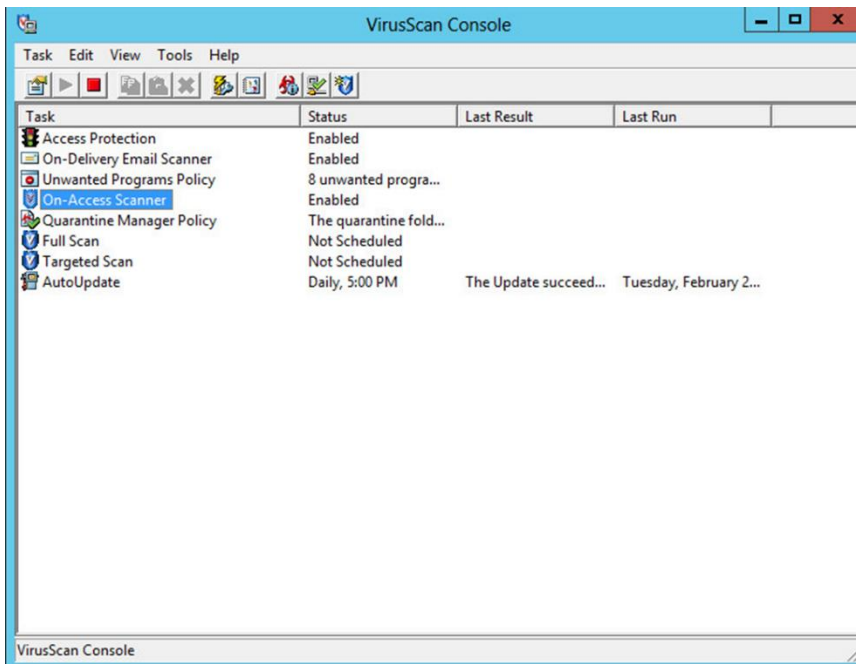 VirusScan Console
Task Edit View Tools Help
Task Status Last Result Last Run
Access Protection Enabled
On-Delivery Email Scanner Enabled
Unwanted Programs Policy 8 unwanted progra...
On-Access Scanner Enabled
Quarantine Manager Policy The quarantine fold...
Full Scan Not Scheduled
Targeted Scan Not Scheduled
AutoUpdate Daily, 5:00 PM The Update succeed... Tuesday, February 2...
VirusScan Console